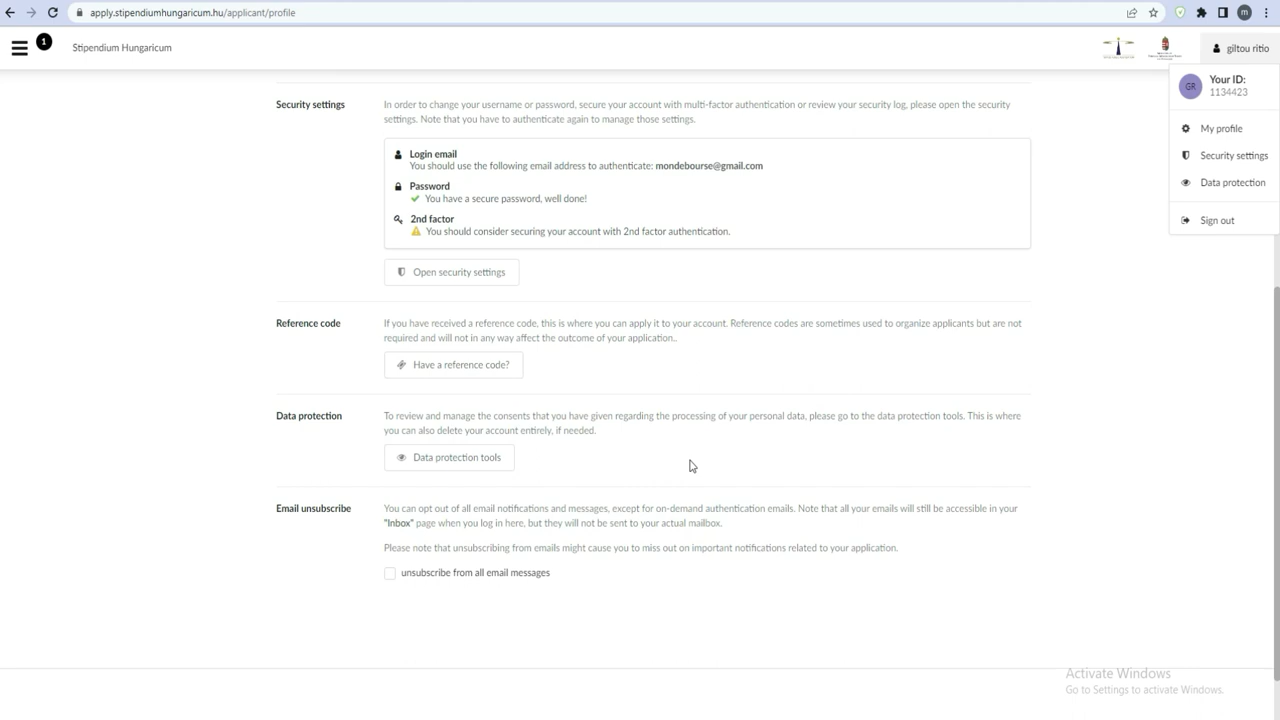 apply.stipendiumhungaricum.hu/applicant/profile
m
1
Stipendium Hungaricum
giltou ritio
GR
Your ID:
1134423
My profile
Security settings
Data protection
Sign out
Security settings
In order to change your username or password, secure your account with multi-factor authentication or review your security log, please open the security
settings. Note that you have to authenticate again to manage those settings.
Login email
You should use the following email address to authenticate: mondebourse@gmail.com
Password
You have a secure password, well done!
2nd factor
You should consider securing your account with 2nd factor authentication.
Open security settings
Reference code
If you have received a reference code, this is where you can apply it to your account. Reference codes are sometimes used to organize applicants but are not
required and will not in any way affect the outcome of your application..
Have a reference code?
Data protection
To review and manage the consents that you have given regarding the processing of your personal data, please go to the data protection tools. This is where
you can also delete your account entirely, if needed.
Data protection tools
Email unsubscribe
You can opt out of all email notifications and messages, except for on-demand authentication emails. Note that all your emails will still be accessible in your
"Inbox" page when you log in here, but they will not be sent to your actual mailbox.
Please note that unsubscribing from emails might cause you to miss out on important notifications related to your application.
unsubscribe from all email messages
Activate Windows
Go to Settings to activate Windows.